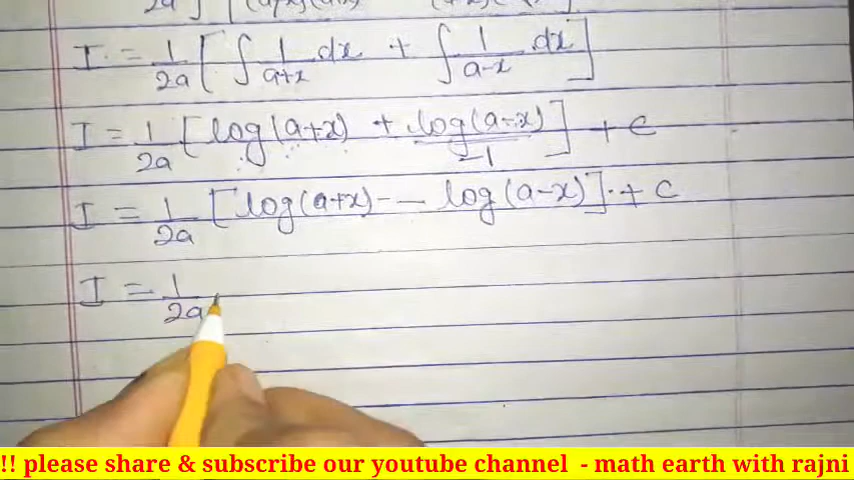 I = 1/2a [ ∫ 1/a+x dx + ∫ 1/a-x dx ]
I = 1/2a [ log(a+x) + log(a-x)/-1 ] + c
I = 1/2a [ log(a+x) - - log(a-x) ] + c
I = 1/2a
!! please share & subscribe our youtube channel - math earth with rajni